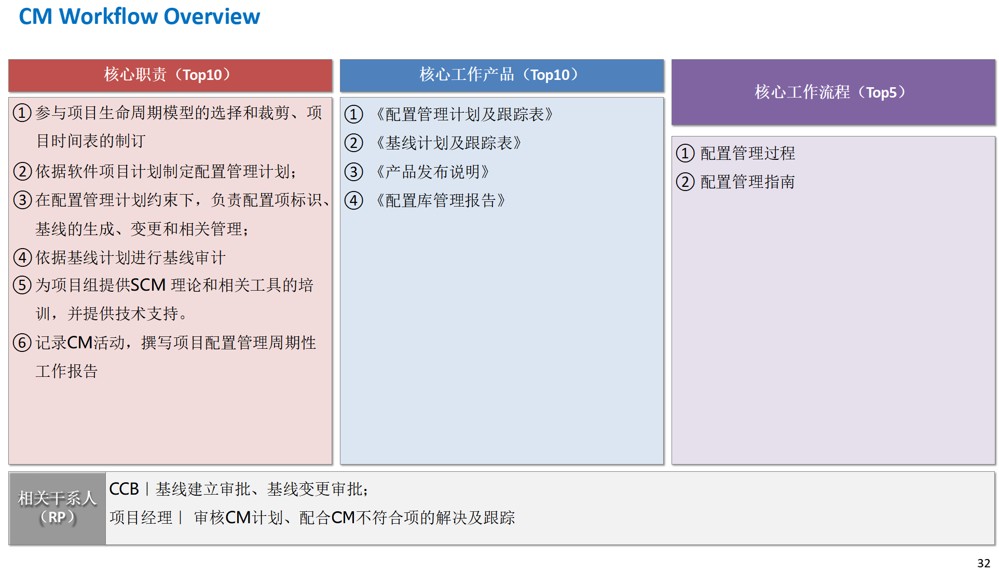 CM Workflow Overview
核心职责（Top10）
①参与项目生命周期模型的选择和裁剪、项
目时间表的制订
②依据软件项目计划制定配置管理计划；
③在配置管理计划约束下，负责配置项标识、
基线的生成、变更和相关管理；
④依据基线计划进行基线审计
⑤为项目组提供SCM 理论和相关工具的培
训，并提供技术支持。
⑥记录CM活动，撰写项目配置管理周期性
工作报告
核心工作产品（Top10）
① 《配置管理计划及跟踪表》
② 《基线计划及跟踪表》
③ 《产品发布说明》
④ 《配置库管理报告》
核心工作流程（Top5）
① 配置管理过程
② 配置管理指南
相关干系人
（RP）
CCB｜基线建立审批、基线变更审批；
项目经理｜ 审核CM计划、配合CM不符合项的解决及跟踪
32